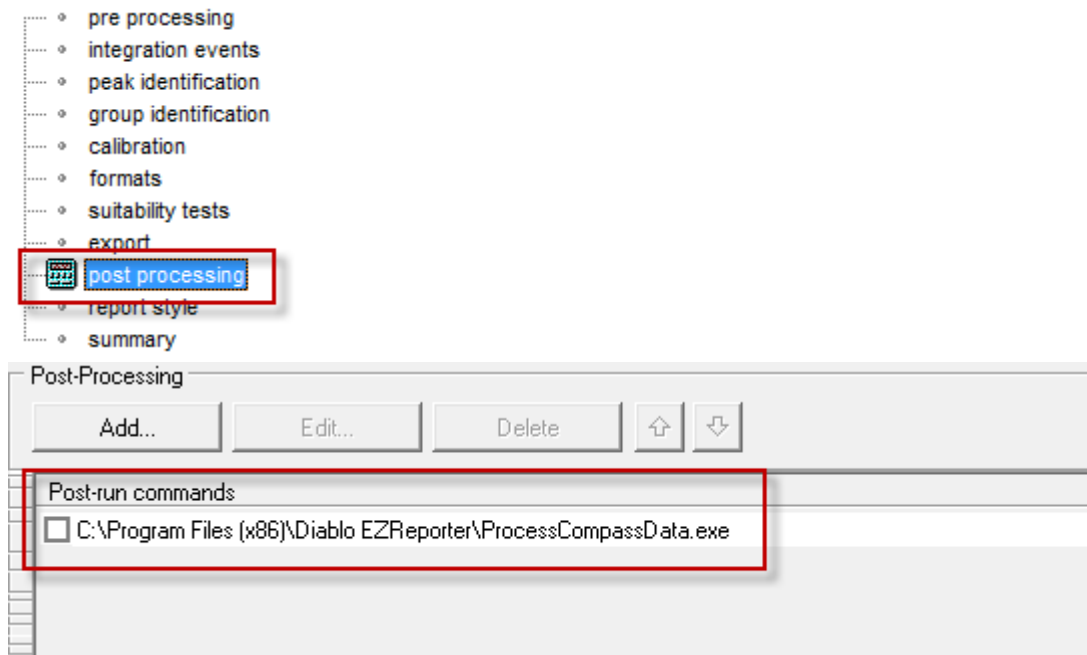 pre processing
integration events
peak identification
group identification
calibration
formats
suitability tests
export
post processing
report style
summary
Post-Processing
Add... Edit... Delete
Post-run commands
C:\Program Files (x86)\Diablo EZReporter\ProcessCompassData.exe